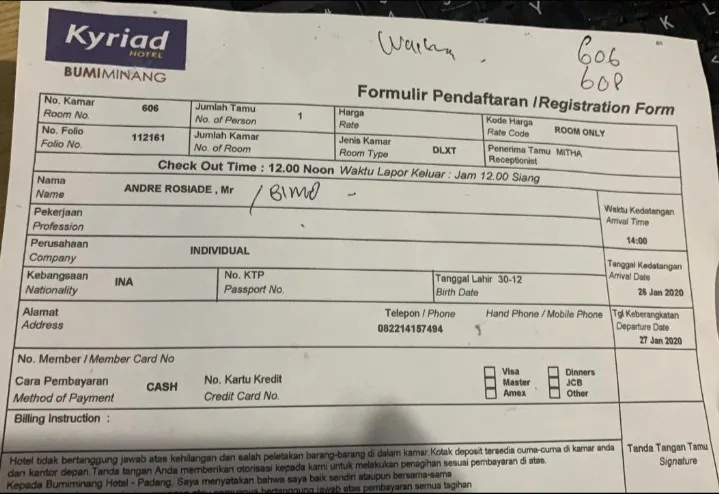 Kyriad
HOTEL
BUMIMINANG
606
608
Formulir Pendaftaran /Registration Form
No. Kamar 606 Jumlah Tamu 1 Harga Kode Harga ROOM ONLY
Room No. No. of Person Rate Rate Code
No. Folio 112161 Jumlah Kamar Jenis Kamar DLXT Penerima Tamu MITHA
Folio No. No. of Room Room Type Receptionist
Check Out Time : 12.00 Noon Waktu Lapor Keluar : Jam 12.00 Siang
Nama ANDRE ROSIADE , Mr / BIMO -
Name
Waktu Kedatangan
Arrival Time
14:00
Pekerjaan
Profession
Perusahaan INDIVIDUAL
Company
Tanggal Kedatangan
Arrival Date
26 Jan 2020
Kebangsaan INA No. KTP Tanggal Lahir 30-12
Nationality Passport No. Birth Date
Alamat Telepon / Phone Hand Phone / Mobile Phone
Address 082214157494
Tgl Keberangkatan
Departure Date
27 Jan 2020
No. Member / Member Card No
Cara Pembayaran CASH No. Kartu Kredit
Method of Payment Credit Card No.
Visa Dinners
Master JCB
Amex Other
Billing Instruction :
Hotel tidak bertanggung jawab atas kehilangan dan salah peletakan barang-barang di dalam kamar.Kotak deposit tersedia cuma-cuma di kamar anda
dan kantor depan.Tanda tangan Anda memberikan otorisasi kepada kami untuk melakukan penagihan sesuai pembayaran di atas.
Kepada Bumiminang Hotel - Padang. Saya menyatakan bahwa saya baik sendiri ataupun bersama-sama
bertanggung jawab atas pembayaran semua tagihan
Tanda Tangan Tamu
Signature